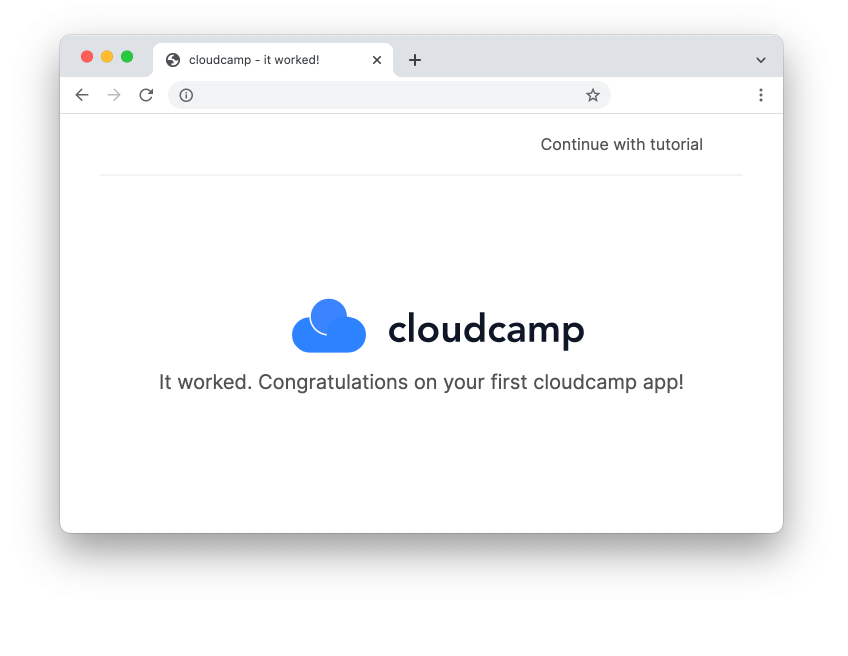 cloudcamp - it worked!
Continue with tutorial
cloudcamp
It worked. Congratulations on your first cloudcamp app!